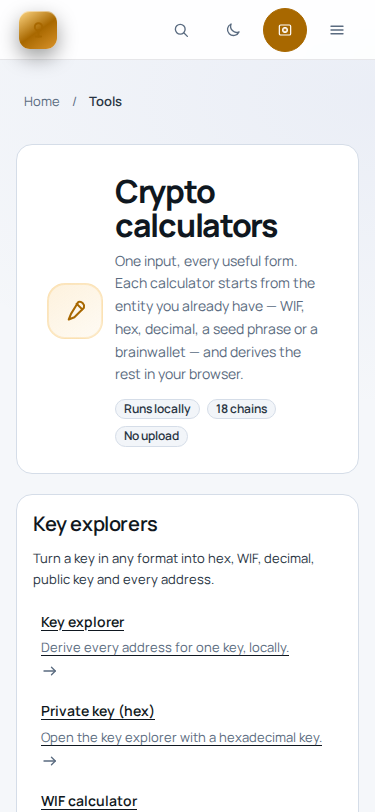 Home / Tools
Crypto
calculators
One input, every useful form.
Each calculator starts from the
entity you already have — WIF,
hex, decimal, a seed phrase or a
brainwallet — and derives the
rest in your browser.
Runs locally 18 chains
No upload
Key explorers
Turn a key in any format into hex, WIF, decimal,
public key and every address.
Key explorer
Derive every address for one key, locally.
→
Private key (hex)
Open the key explorer with a hexadecimal key.
→
WIF calculator